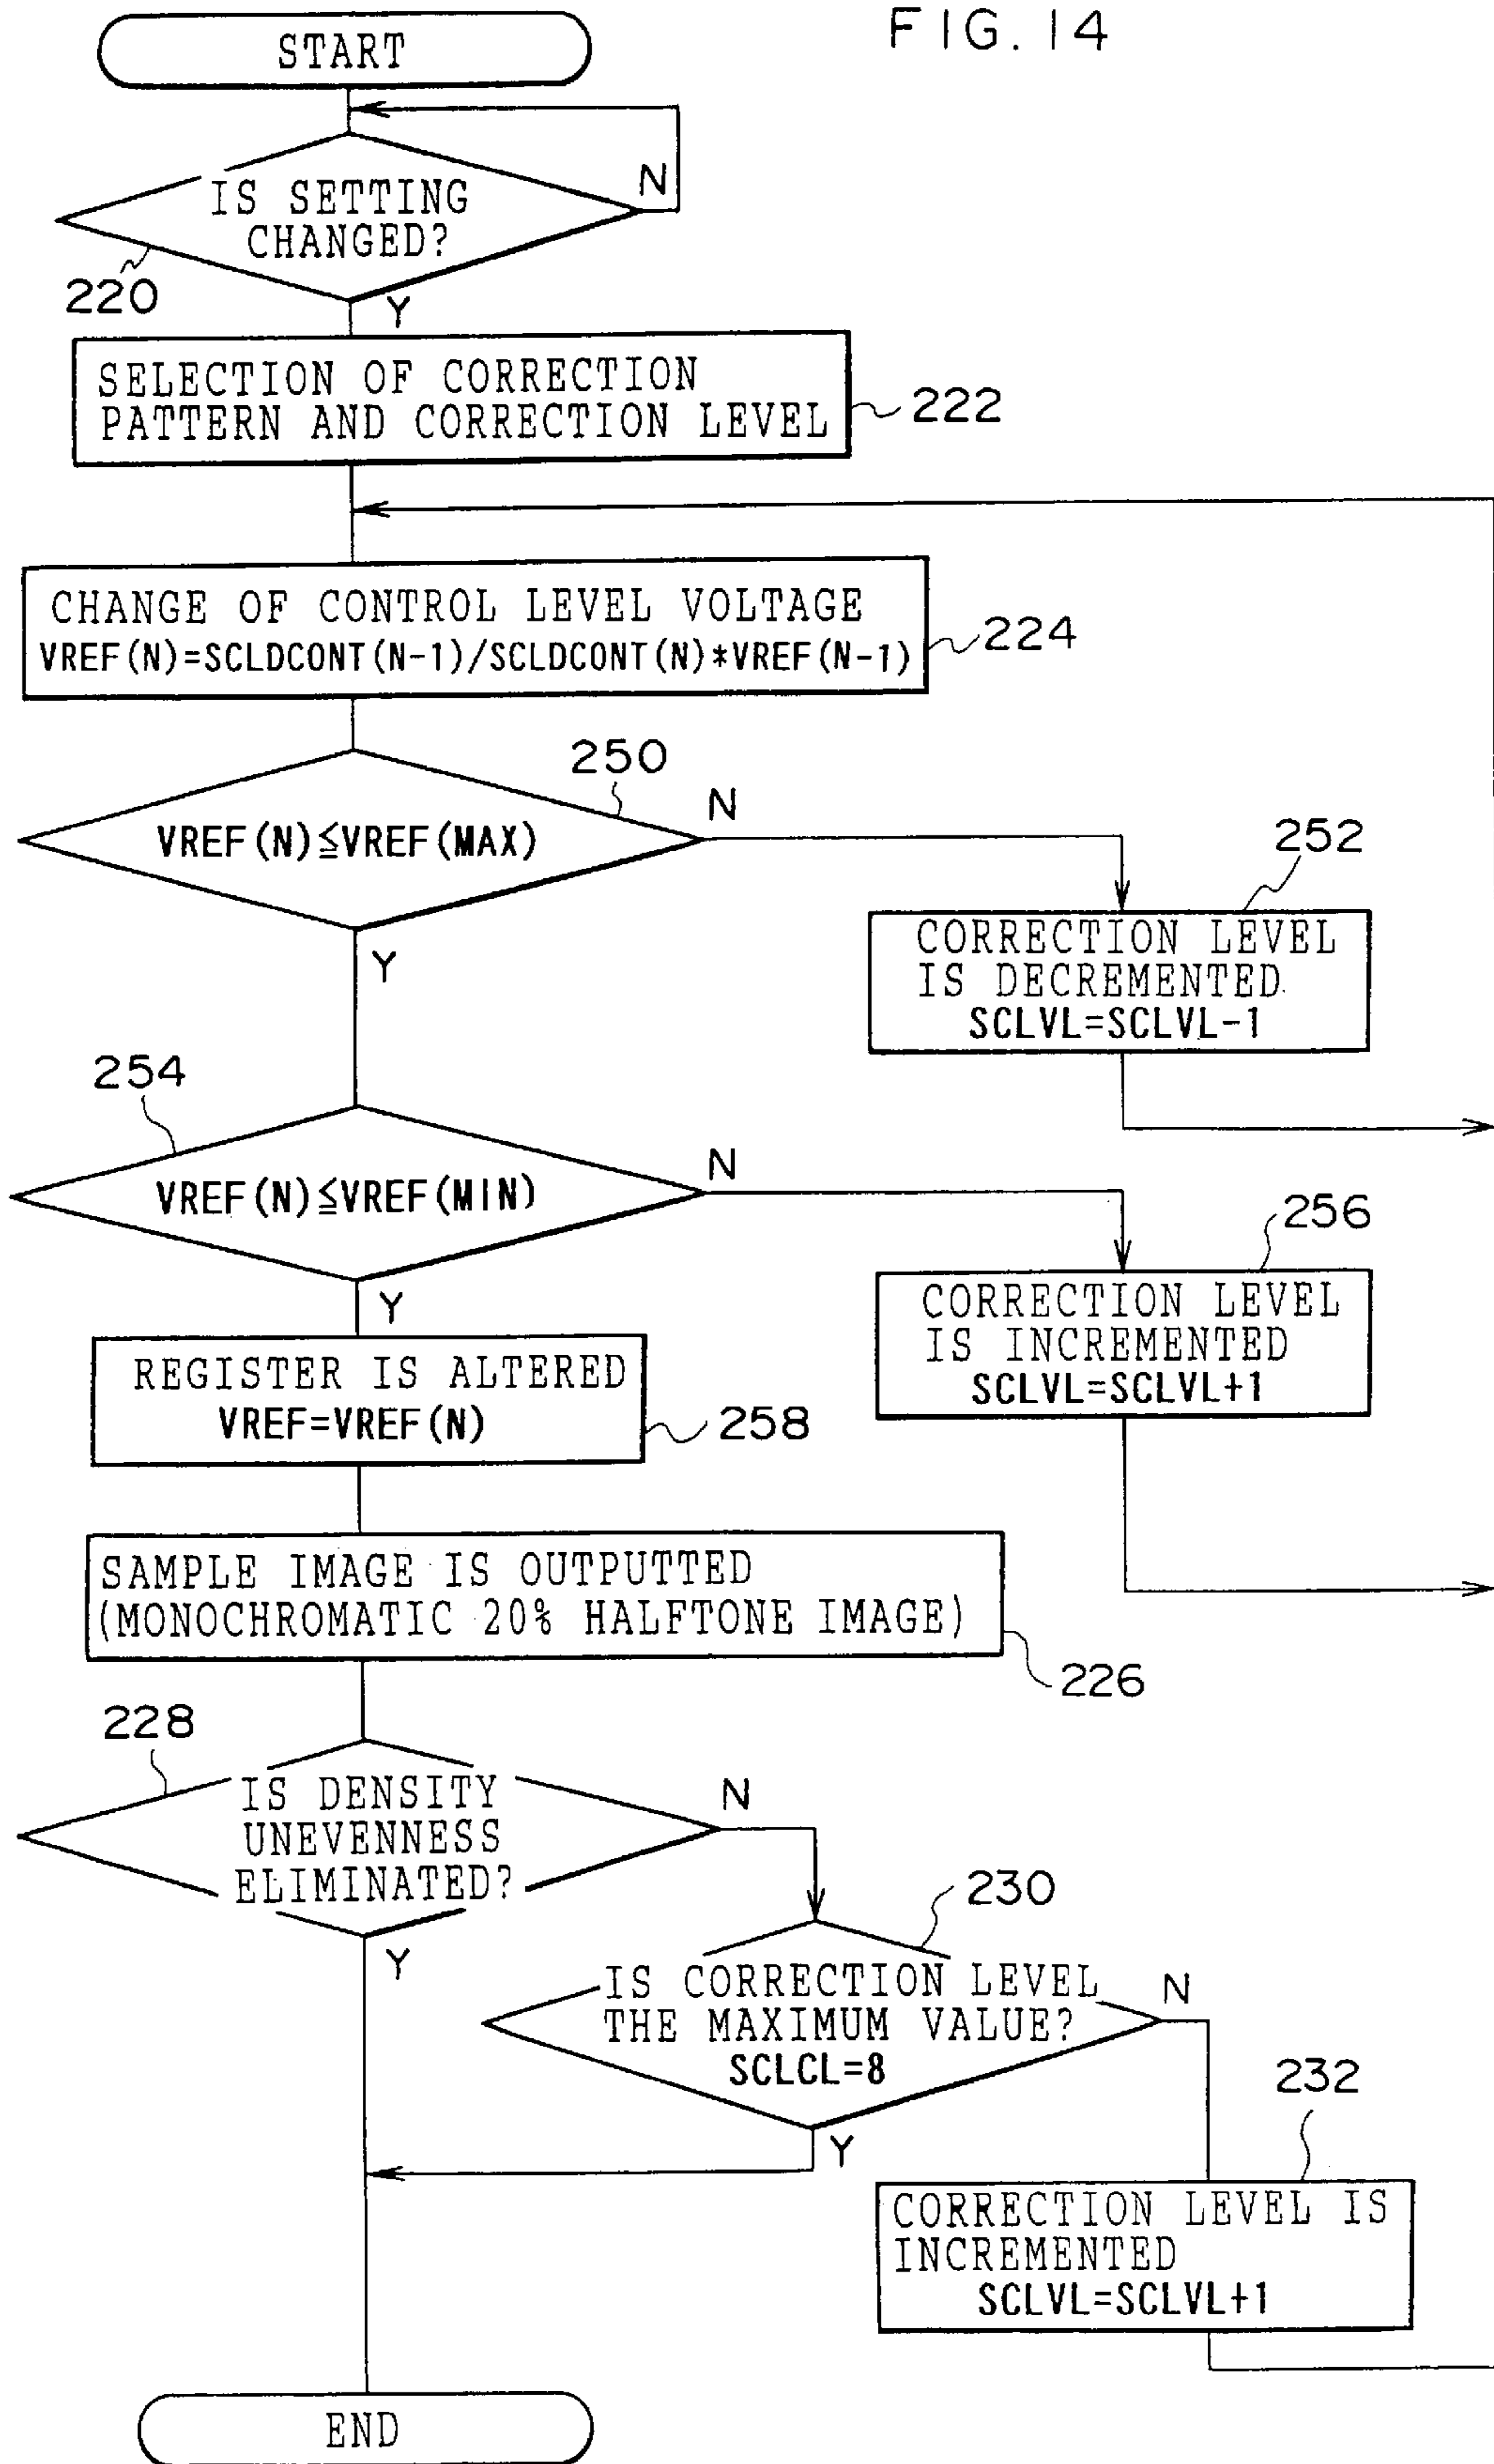 FIG. 14
START
IS SETTING
CHANGED?
N
220
Y
SELECTION OF CORRECTION
PATTERN AND CORRECTION LEVEL
222
CHANGE OF CONTROL LEVEL VOLTAGE
VREF(N)=SCLDCONT(N-1)/SCLDCONT(N)*VREF(N-1)
224
250
VREF(N)≦VREF(MAX)
N
Y
252
CORRECTION LEVEL
IS DECREMENTED
SCLVL=SCLVL-1
254
VREF(N)≦VREF(MIN)
N
Y
256
CORRECTION LEVEL
IS INCREMENTED
SCLVL=SCLVL+1
REGISTER IS ALTERED
VREF=VREF(N)
258
SAMPLE IMAGE IS OUTPUTTED
(MONOCHROMATIC 20% HALFTONE IMAGE)
226
228
IS DENSITY
UNEVENNESS
ELIMINATED?
N
Y
230
IS CORRECTION LEVEL
THE MAXIMUM VALUE?
SCLCL=8
N
Y
232
CORRECTION LEVEL IS
INCREMENTED
SCLVL=SCLVL+1
END